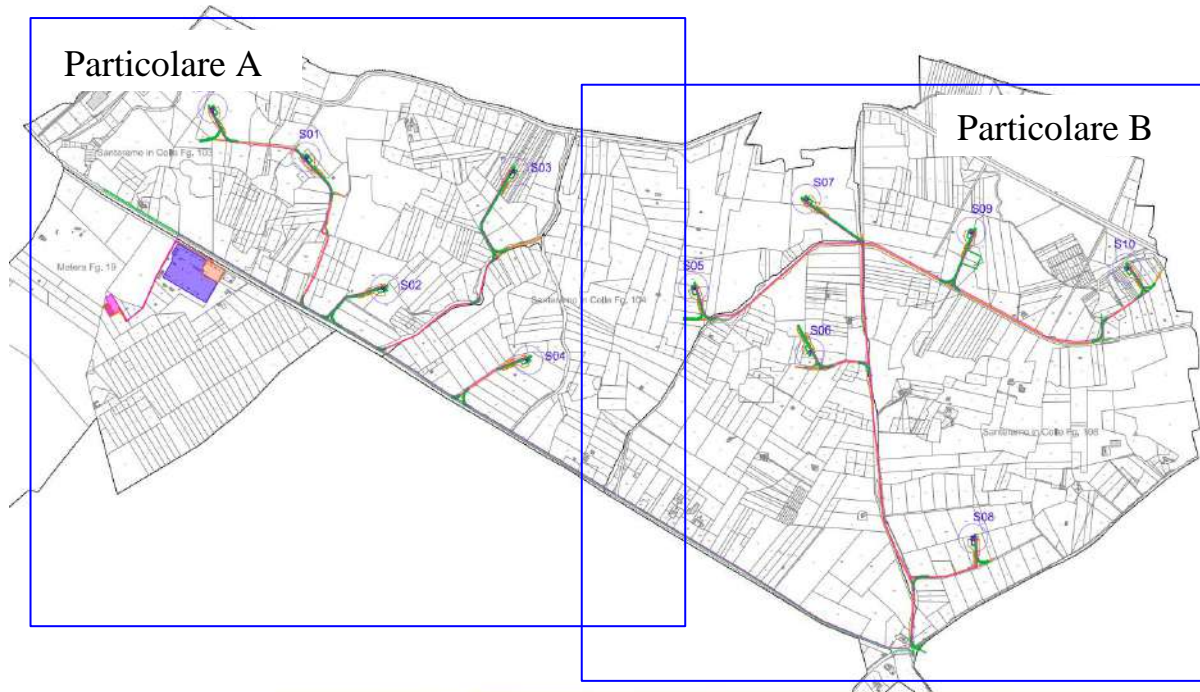 Particolare A
Particolare B
S01
Santeramo in Colle Fg. 103
S03
S07
S09
S10
Matera Fg. 19
S05
S02
Santeramo in Colle Fg. 104
S06
S04
Santeramo in Colle Fg. 108
S08